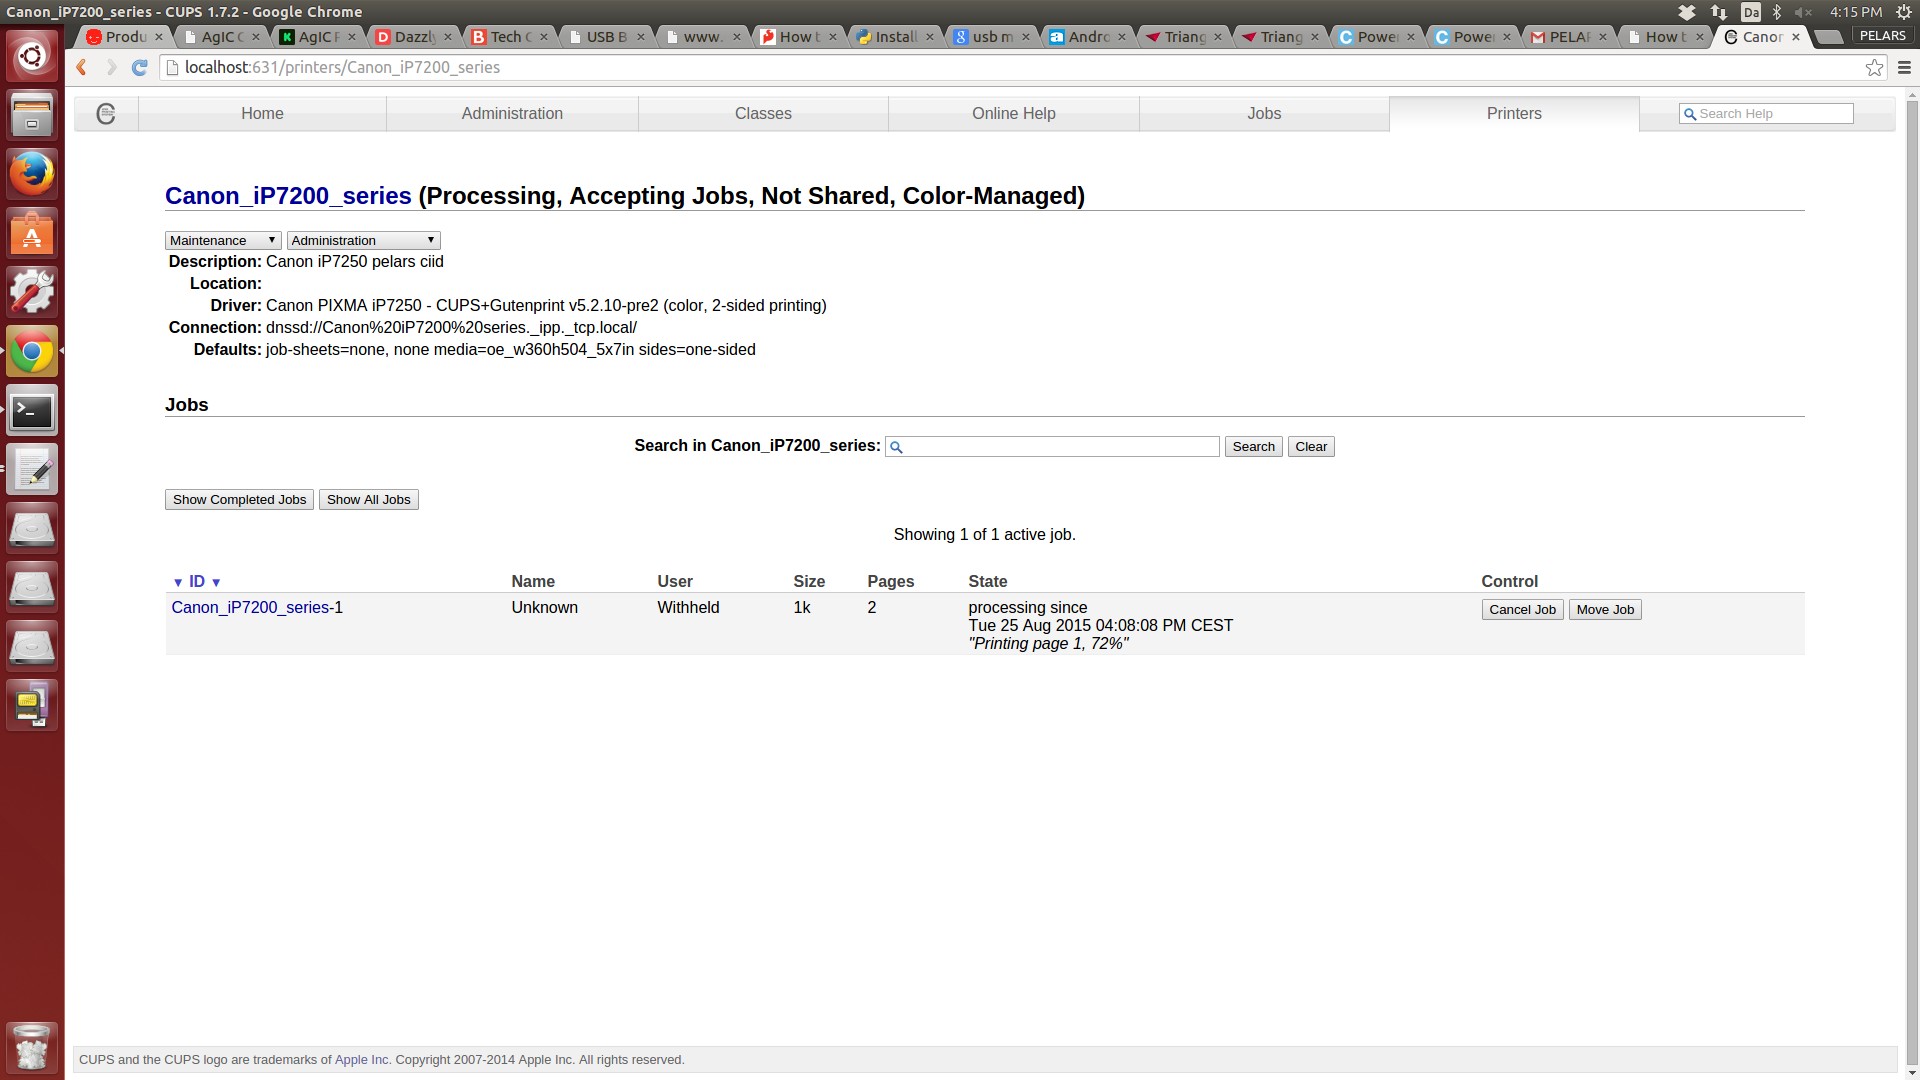 Canon_iP7200_series - CUPS 1.7.2 - Google Chrome
Da
4:15 PM
Produ
AgIC C
AgIC F
Dazzly
Tech C
USB B
www.
How t
Install
usb m
Andro
Triang
Triang
Power
Power
PELAR
How t
Canon
PELARS
localhost:631/printers/Canon_iP7200_series
Home
Administration
Classes
Online Help
Jobs
Printers
Search Help
Canon_iP7200_series (Processing, Accepting Jobs, Not Shared, Color-Managed)
Maintenance
Administration
Description: Canon iP7250 pelars ciid
Location:
Driver: Canon PIXMA iP7250 - CUPS+Gutenprint v5.2.10-pre2 (color, 2-sided printing)
Connection: dnssd://Canon%20iP7200%20series._ipp._tcp.local/
Defaults: job-sheets=none, none media=oe_w360h504_5x7in sides=one-sided
Jobs
Search in Canon_iP7200_series:
Search
Clear
Show Completed Jobs
Show All Jobs
Showing 1 of 1 active job.
▼ ID ▼ Name User Size Pages State Control
Canon_iP7200_series-1 Unknown Withheld 1k 2 processing since
Tue 25 Aug 2015 04:08:08 PM CEST
"Printing page 1, 72%"
Cancel Job
Move Job
CUPS and the CUPS logo are trademarks of Apple Inc. Copyright 2007-2014 Apple Inc. All rights reserved.